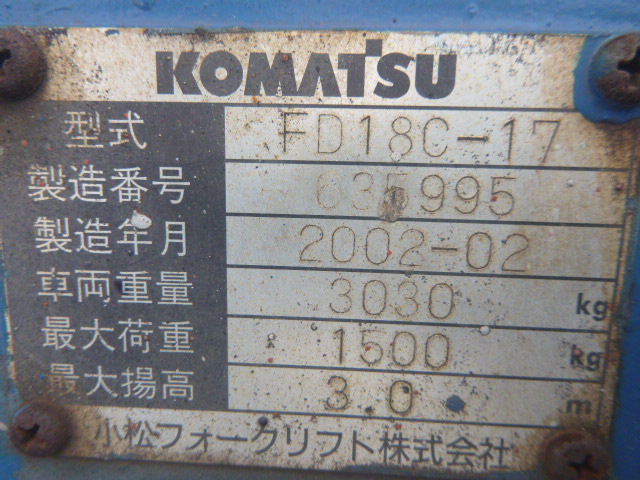 KOMATSU
型式 FD18C-17
製造番号 635995
製造年月 2002-02
車両重量 3030 kg
最大荷重 1500 kg
最大揚高 3.0 m
小松フォークリフト株式会社